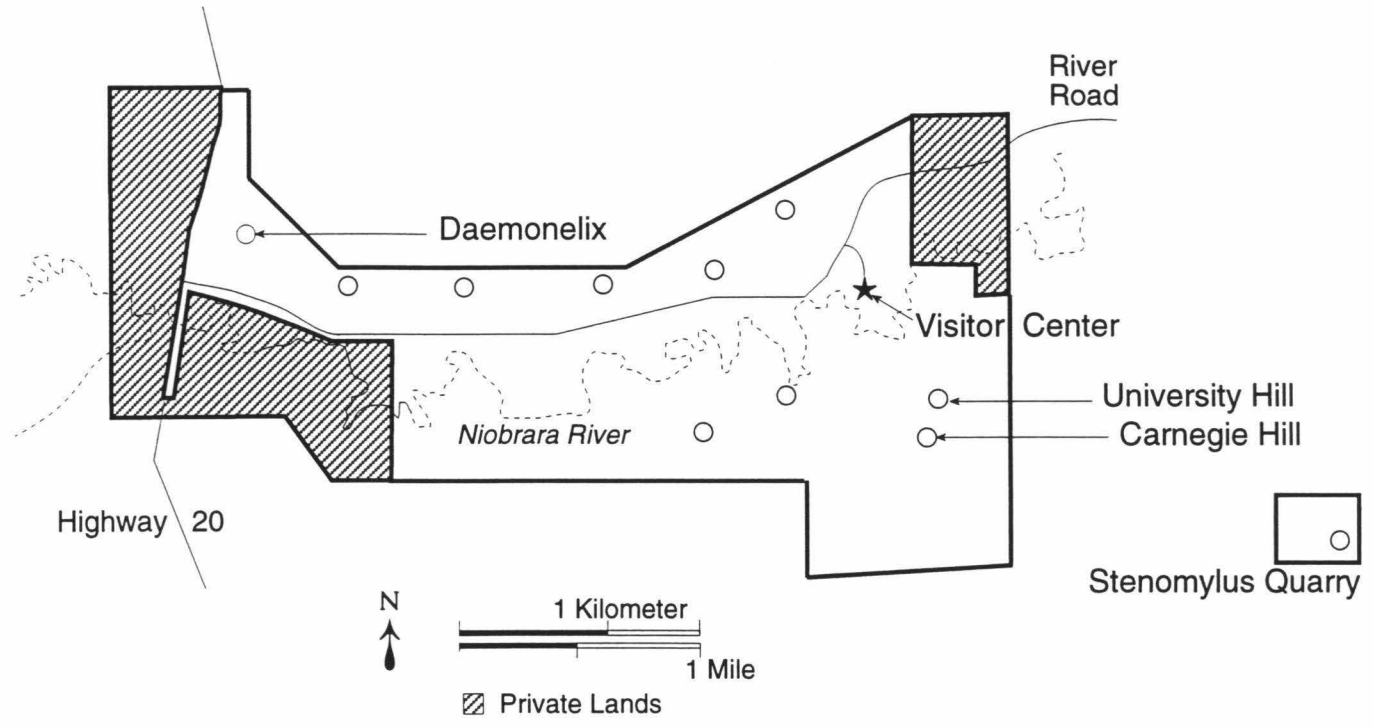 River
Road
Daemonelix
Visitor Center
University Hill
Carnegie Hill
Niobrara River
Highway 20
Stenomylus Quarry
N
1 Kilometer
1 Mile
Private Lands